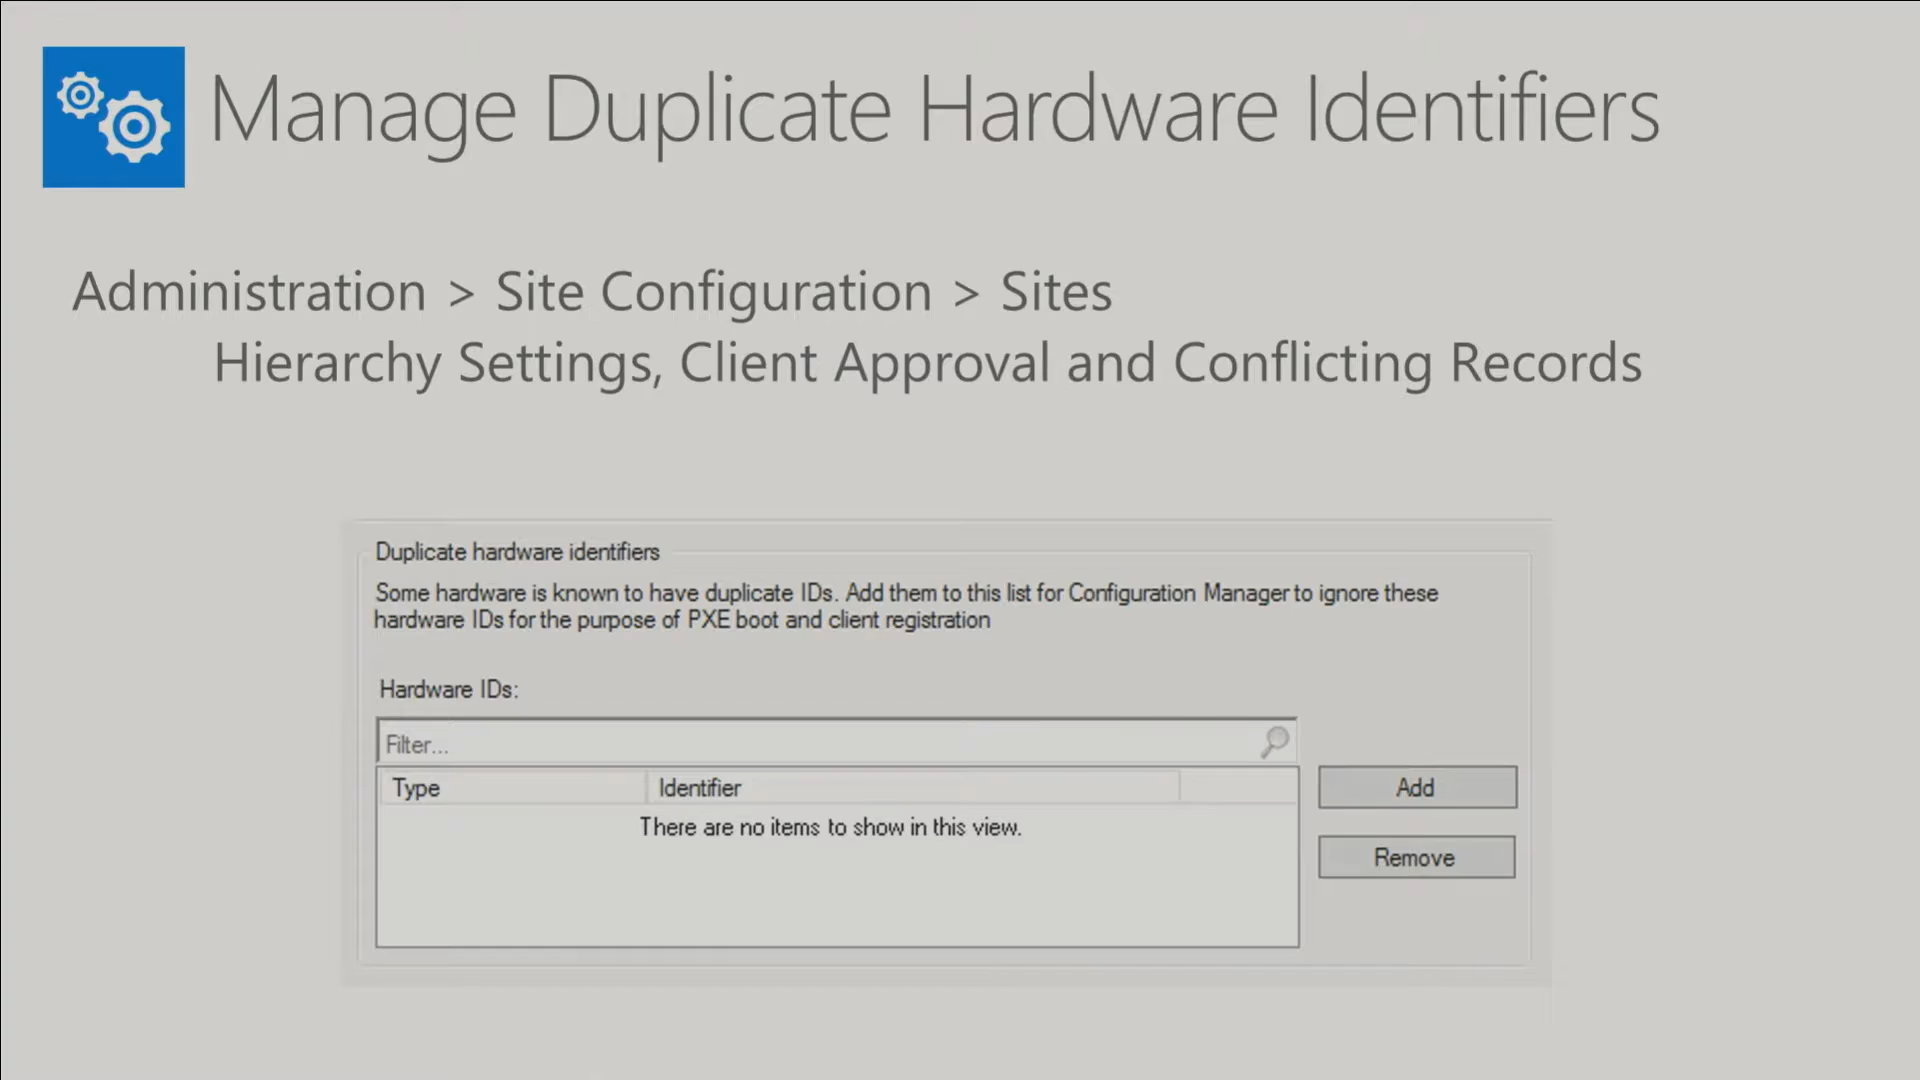 Manage Duplicate Hardware Identifiers
Administration > Site Configuration > Sites
Hierarchy Settings, Client Approval and Conflicting Records
Duplicate hardware identifiers
Some hardware is known to have duplicate IDs. Add them to this list for Configuration Manager to ignore these
hardware IDs for the purpose of PXE boot and client registration
Hardware IDs:
Filter...
Type Identifier
There are no items to show in this view.
Add
Remove